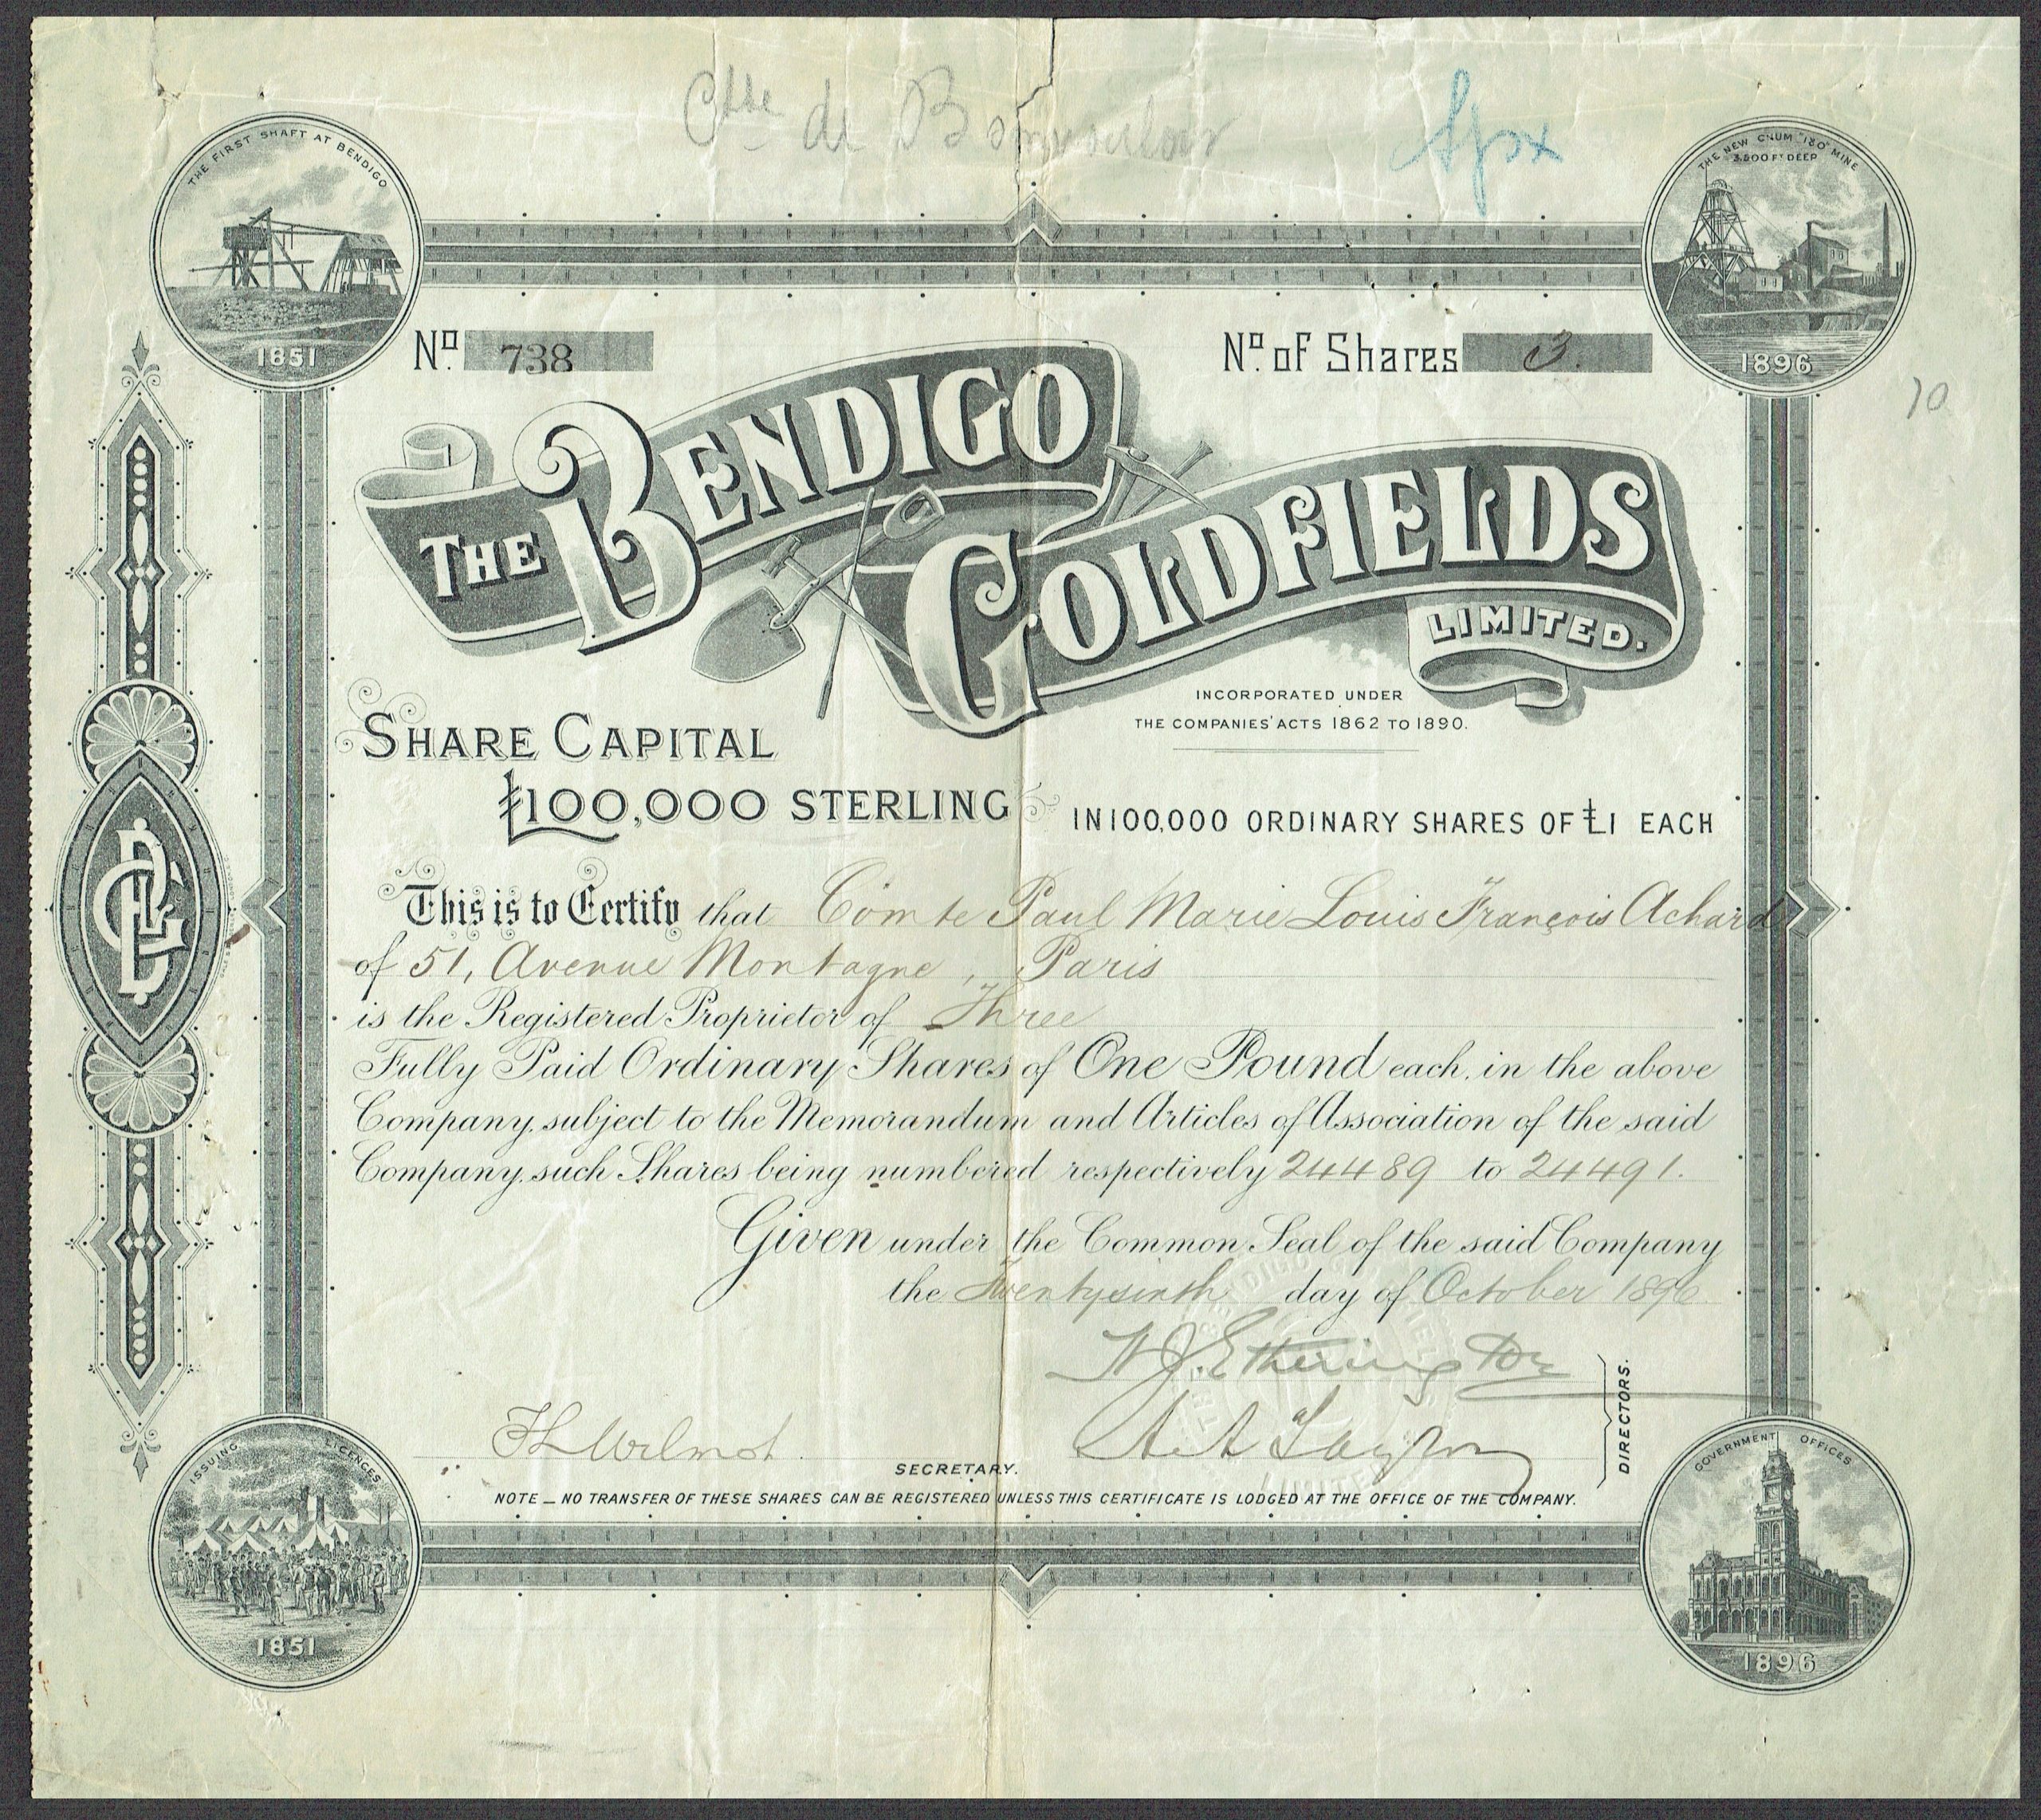 Ctsse de Bonvouloir
THE FIRST SHAFT AT BENDIGO
1851
THE NEW CHUM "180" MINE
3,200 FT DEEP
1896
10
No. 738
No. of Shares 3.
THE BENDIGO
GOLDFIELDS
LIMITED.
INCORPORATED UNDER
THE COMPANIES' ACTS 1862 TO 1890.
SHARE CAPITAL
£100,000 STERLING IN 100,000 ORDINARY SHARES OF £1 EACH
This is to Certify that Comte Paul Marie Louis François Achard
of 51, Avenue Montagne, Paris
is the Registered Proprietor of Three
Fully Paid Ordinary Shares of One Pound each, in the above
Company, subject to the Memorandum and Articles of Association of the said
Company, such Shares being numbered respectively 24489 to 24491.
Given under the Common Seal of the said Company
the Twentysixth day of October 1896
W J. Etherington
DIRECTORS.
SECRETARY.
NOTE _ NO TRANSFER OF THESE SHARES CAN BE REGISTERED UNLESS THIS CERTIFICATE IS LODGED AT THE OFFICE OF THE COMPANY.
ISSUING LICENCES
1851
GOVERNMENT OFFICES
1896